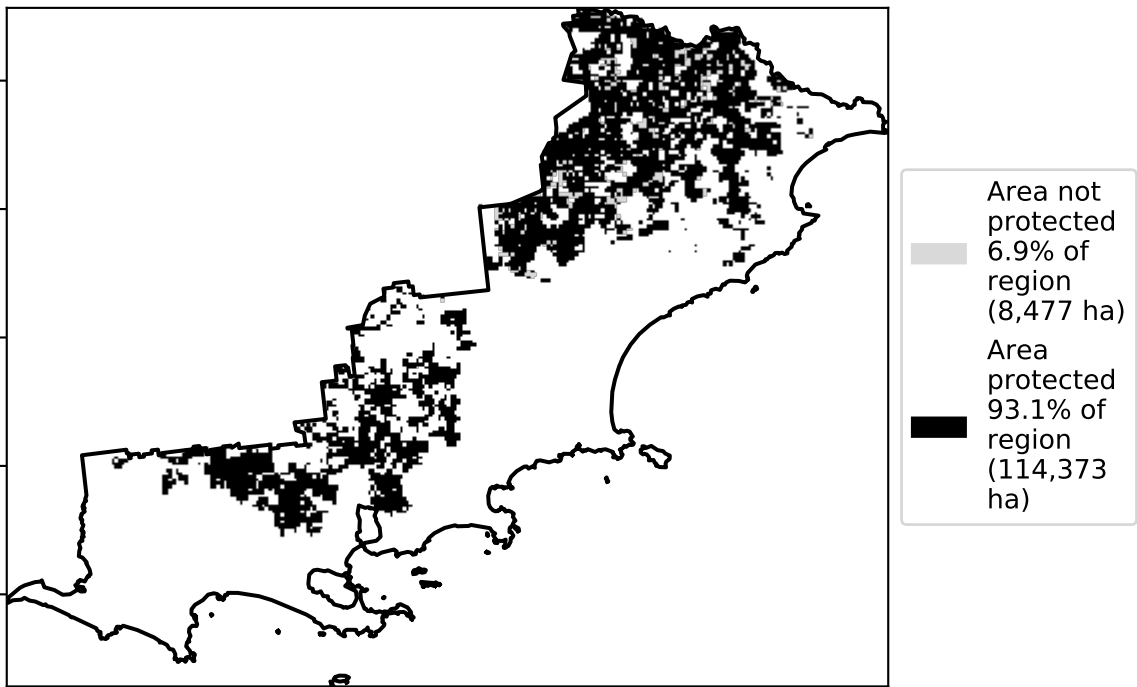 Area not
protected
6.9% of
region
(8,477 ha)
Area
protected
93.1% of
region
(114,373
ha)